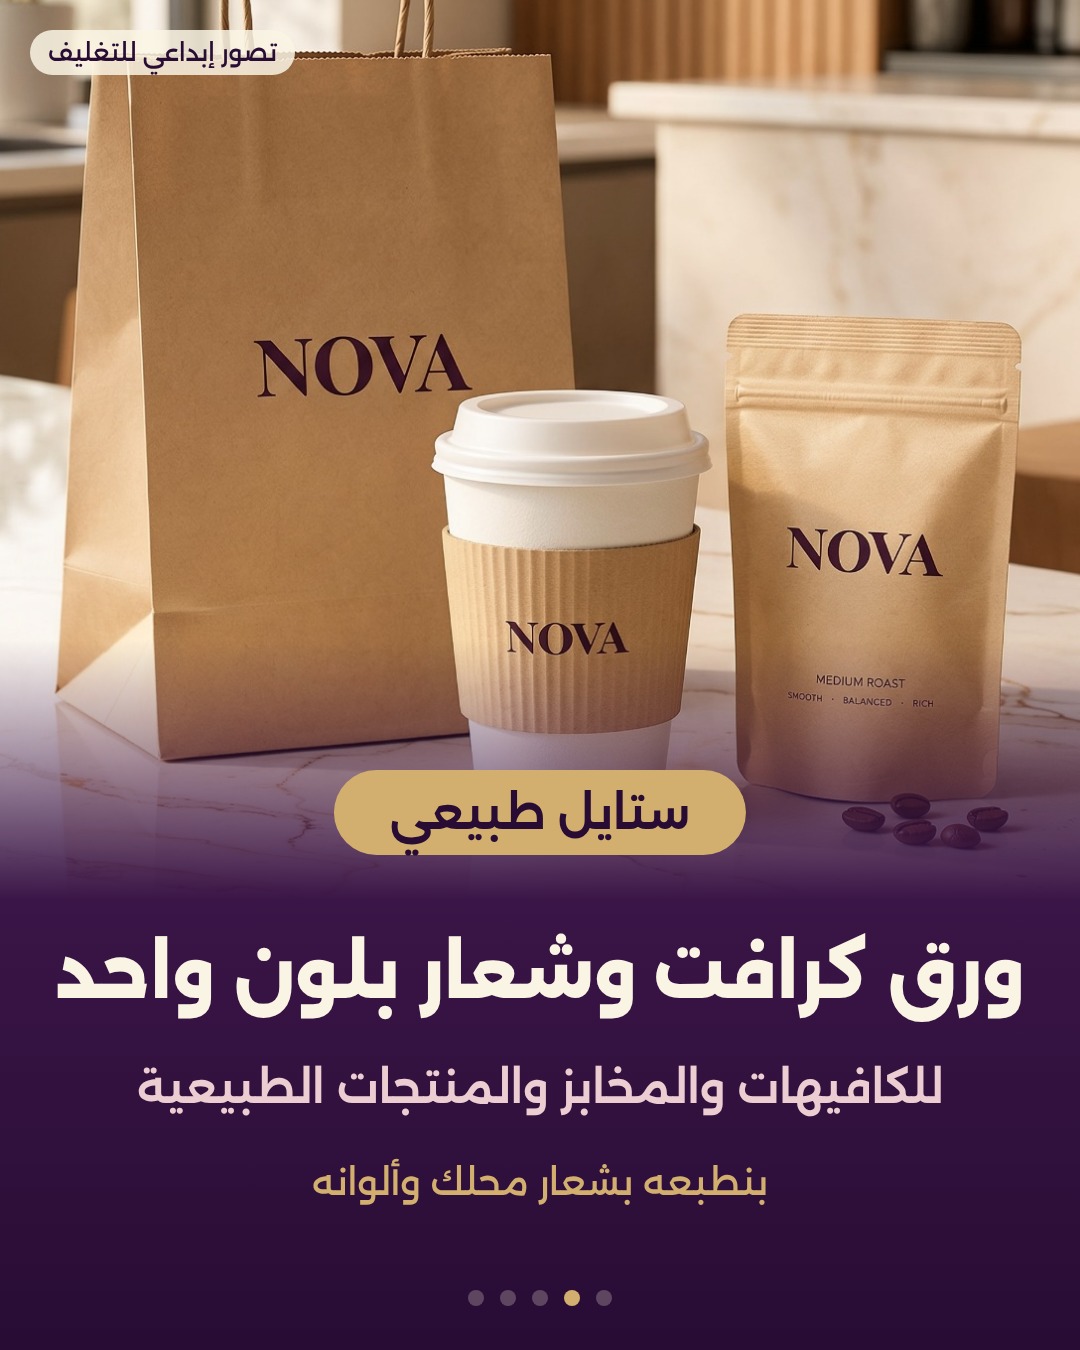 تصور إبداعي للتغليف
NOVA
NOVA
NOVA
MEDIUM ROAST
SMOOTH · BALANCED · RICH
ستايل طبيعي
ورق كرافت وشعار بلون واحد
للكافيهات والمخابز والمنتجات الطبيعية
بنطبعه بشعار محلك وألوانه